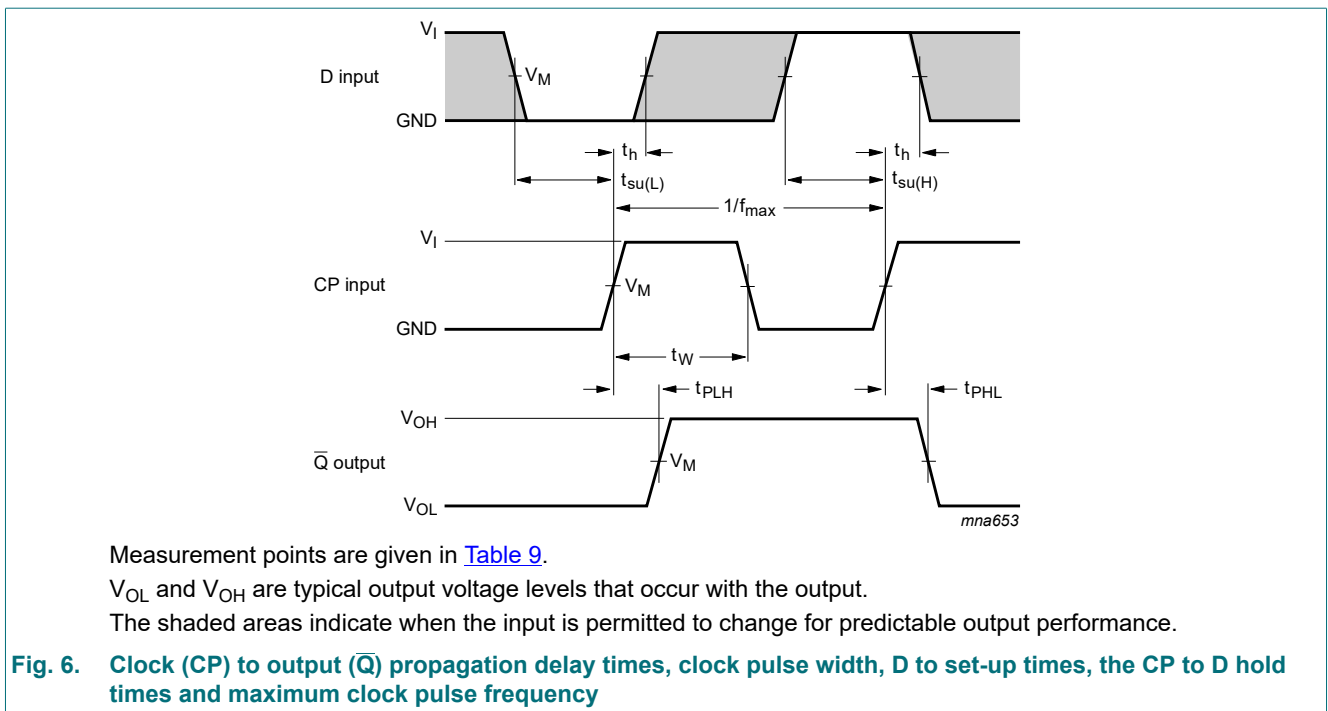 V_I
D input
V_M
GND
t_h
t_h
t_su(L)
t_su(H)
1/f_max
V_I
CP input
V_M
GND
t_W
t_PLH
t_PHL
V_OH
Q̅ output
V_M
V_OL
mna653
Measurement points are given in Table 9.
V_OL and V_OH are typical output voltage levels that occur with the output.
The shaded areas indicate when the input is permitted to change for predictable output performance.
Fig. 6. Clock (CP) to output (Q̅) propagation delay times, clock pulse width, D to set-up times, the CP to D hold
times and maximum clock pulse frequency